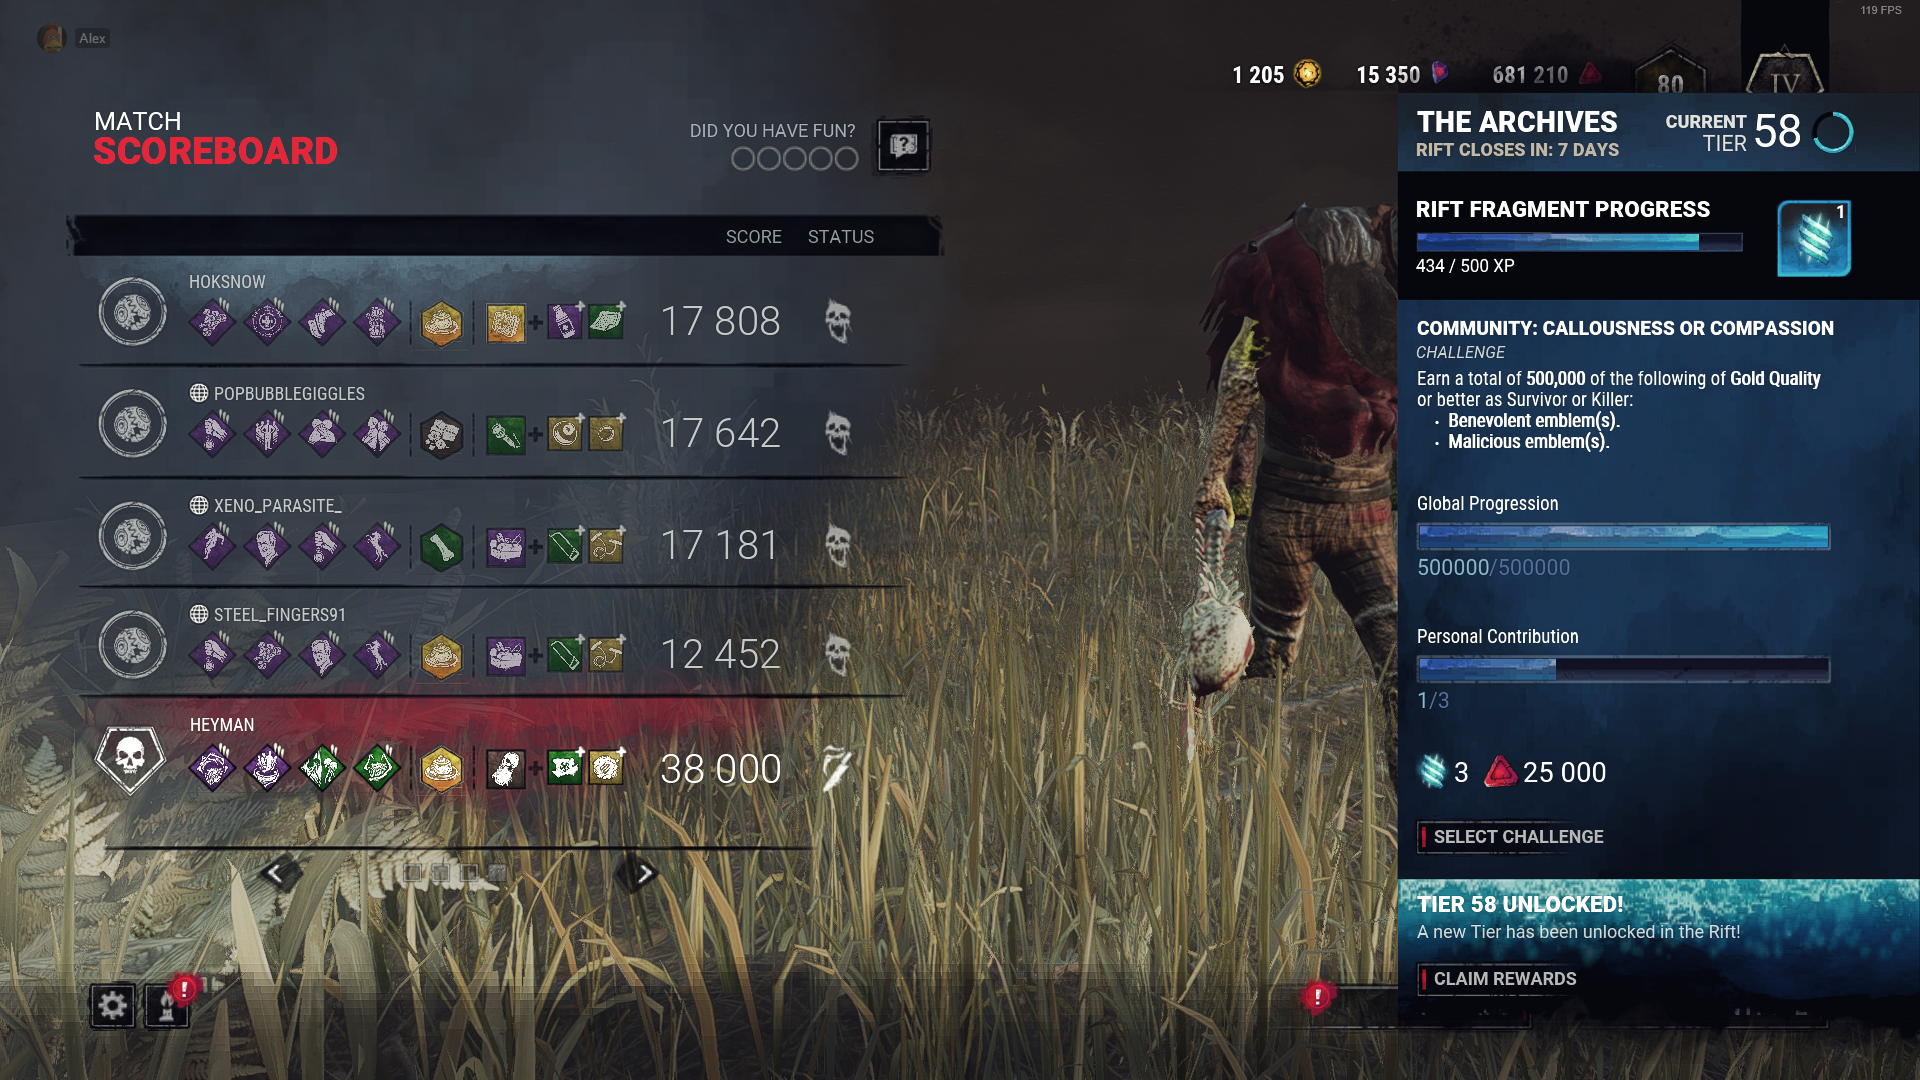 Alex
119 FPS
1 205
15 350
681 210
80
IV
MATCH
SCOREBOARD
DID YOU HAVE FUN?
SCORE STATUS
HOKSNOW
17 808
POPBUBBLEGIGGLES
17 642
XENO_PARASITE_
17 181
STEEL_FINGERS91
12 452
HEYMAN
38 000
THE ARCHIVES
RIFT CLOSES IN: 7 DAYS
CURRENT
TIER 58
RIFT FRAGMENT PROGRESS
1
434 / 500 XP
COMMUNITY: CALLOUSNESS OR COMPASSION
CHALLENGE
Earn a total of 500,000 of the following of Gold Quality
or better as Survivor or Killer:
• Benevolent emblem(s).
• Malicious emblem(s).
Global Progression
500000/500000
Personal Contribution
1/3
3 25 000
SELECT CHALLENGE
TIER 58 UNLOCKED!
A new Tier has been unlocked in the Rift!
CLAIM REWARDS